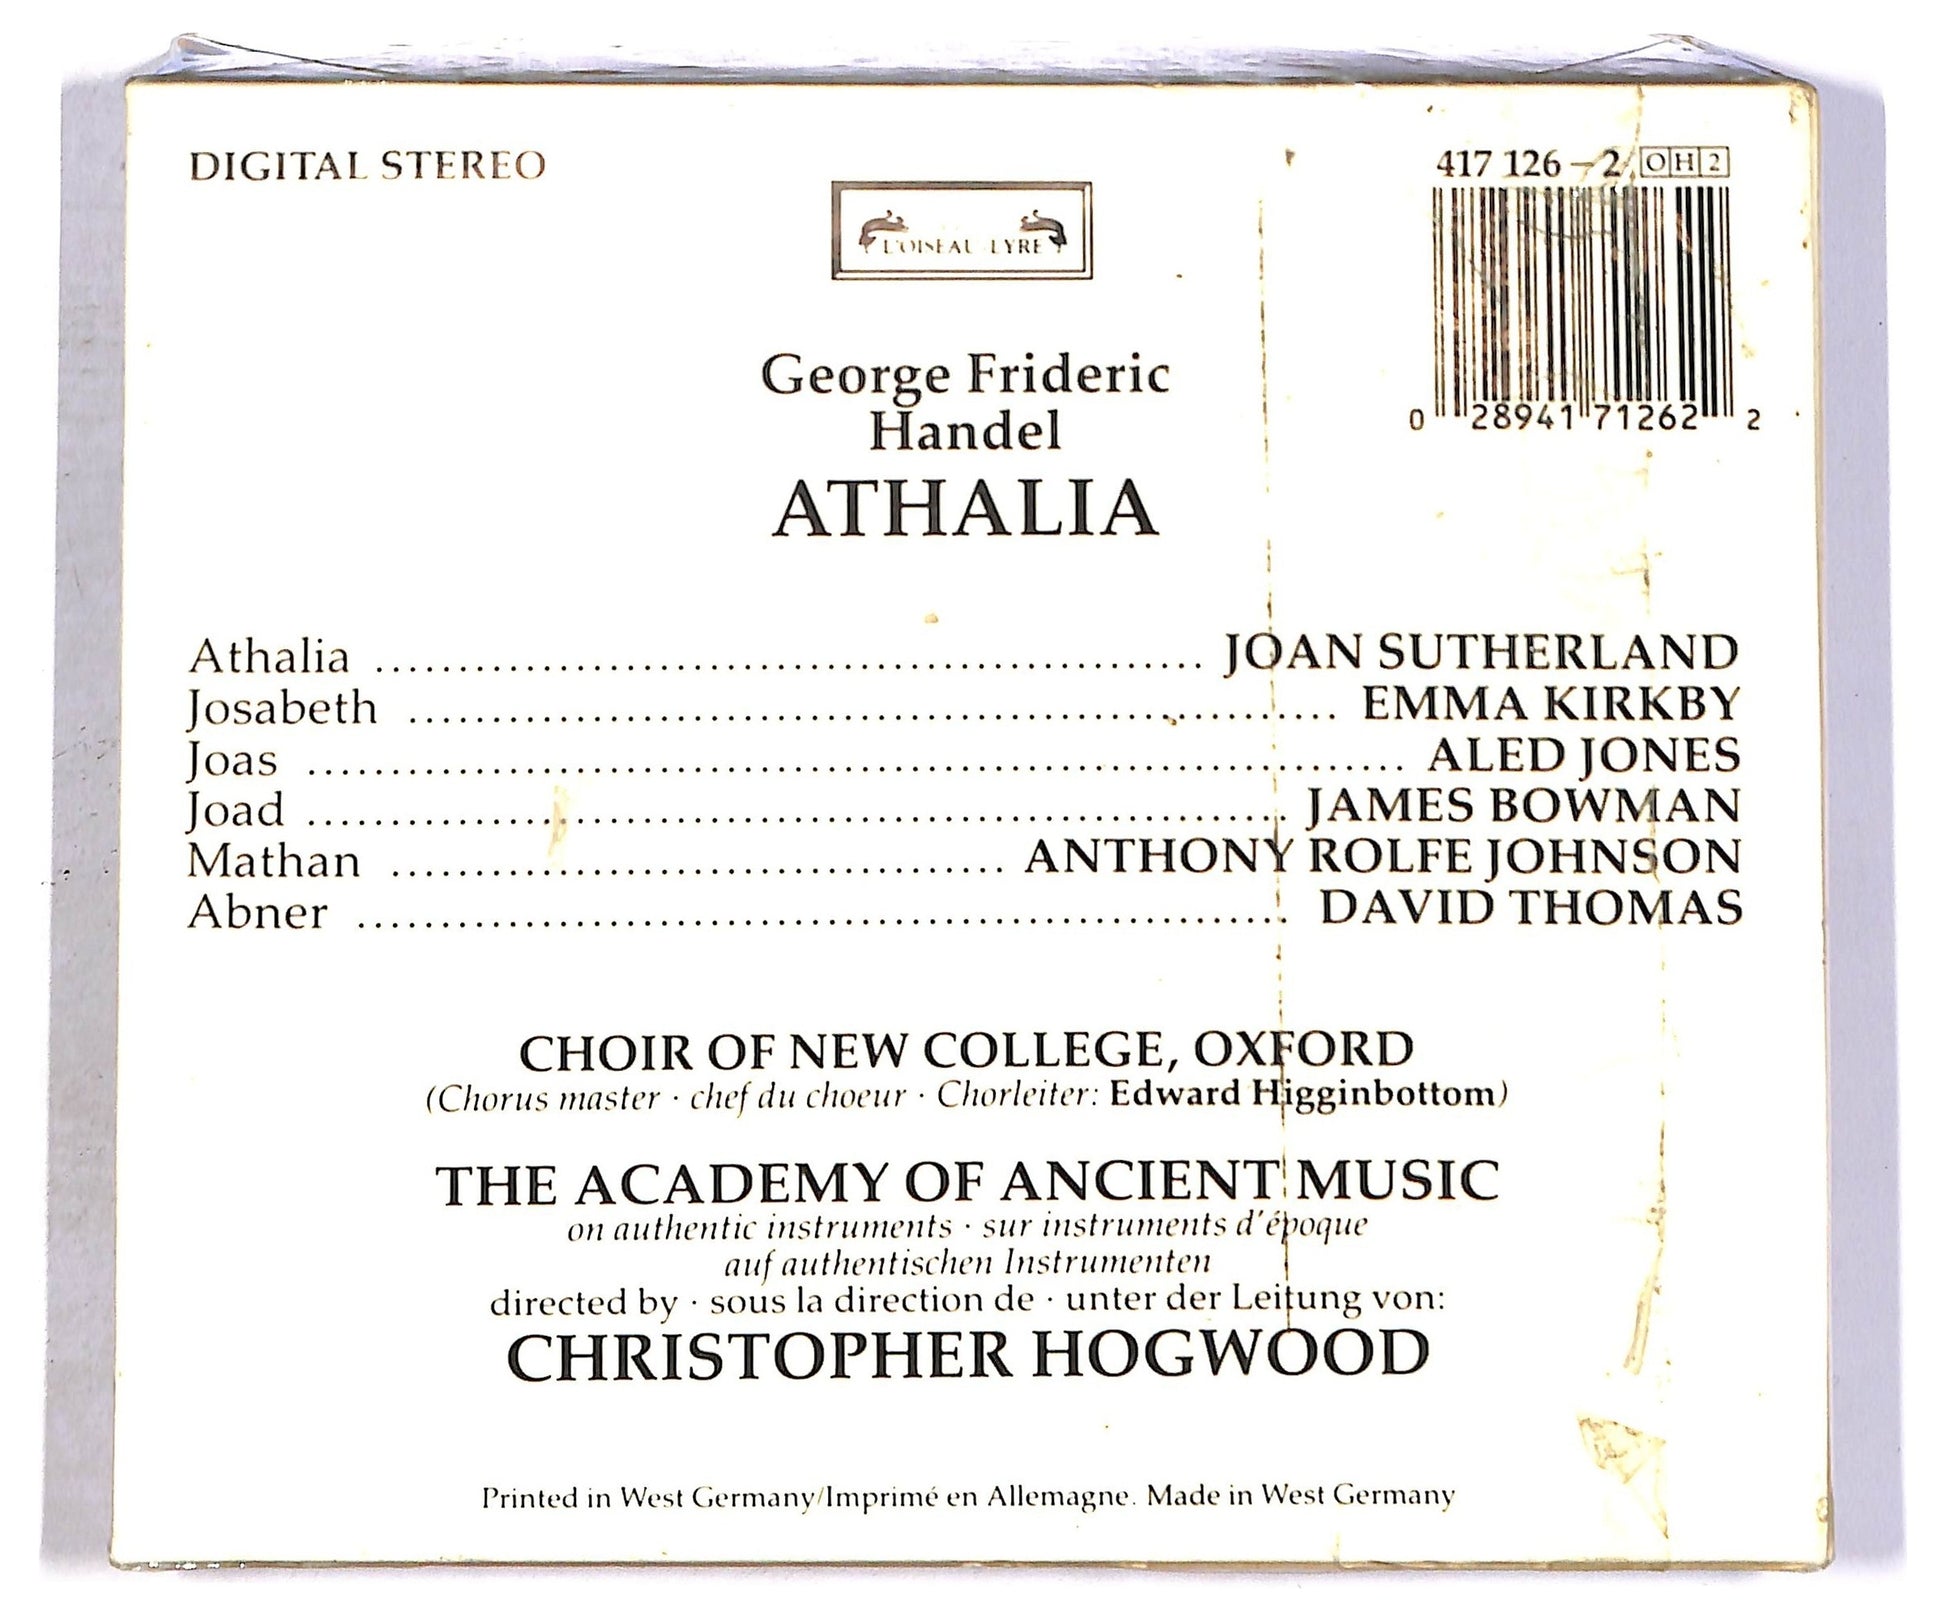 DIGITAL STEREO
417 126 – 2 OH2
L'OISEAU-LYRE
0 28941 71262 2
George Frideric
Handel
ATHALIA
Athalia ........................................................... JOAN SUTHERLAND
Josabeth ........................................................... EMMA KIRKBY
Joas ........................................................... ALED JONES
Joad ........................................................... JAMES BOWMAN
Mathan ........................................................... ANTHONY ROLFE JOHNSON
Abner ........................................................... DAVID THOMAS
CHOIR OF NEW COLLEGE, OXFORD
(Chorus master · chef du choeur · Chorleiter: Edward Higginbottom)
THE ACADEMY OF ANCIENT MUSIC
on authentic instruments · sur instruments d'époque
auf authentischen Instrumenten
directed by · sous la direction de · unter der Leitung von:
CHRISTOPHER HOGWOOD
Printed in West Germany/Imprimé en Allemagne. Made in West Germany